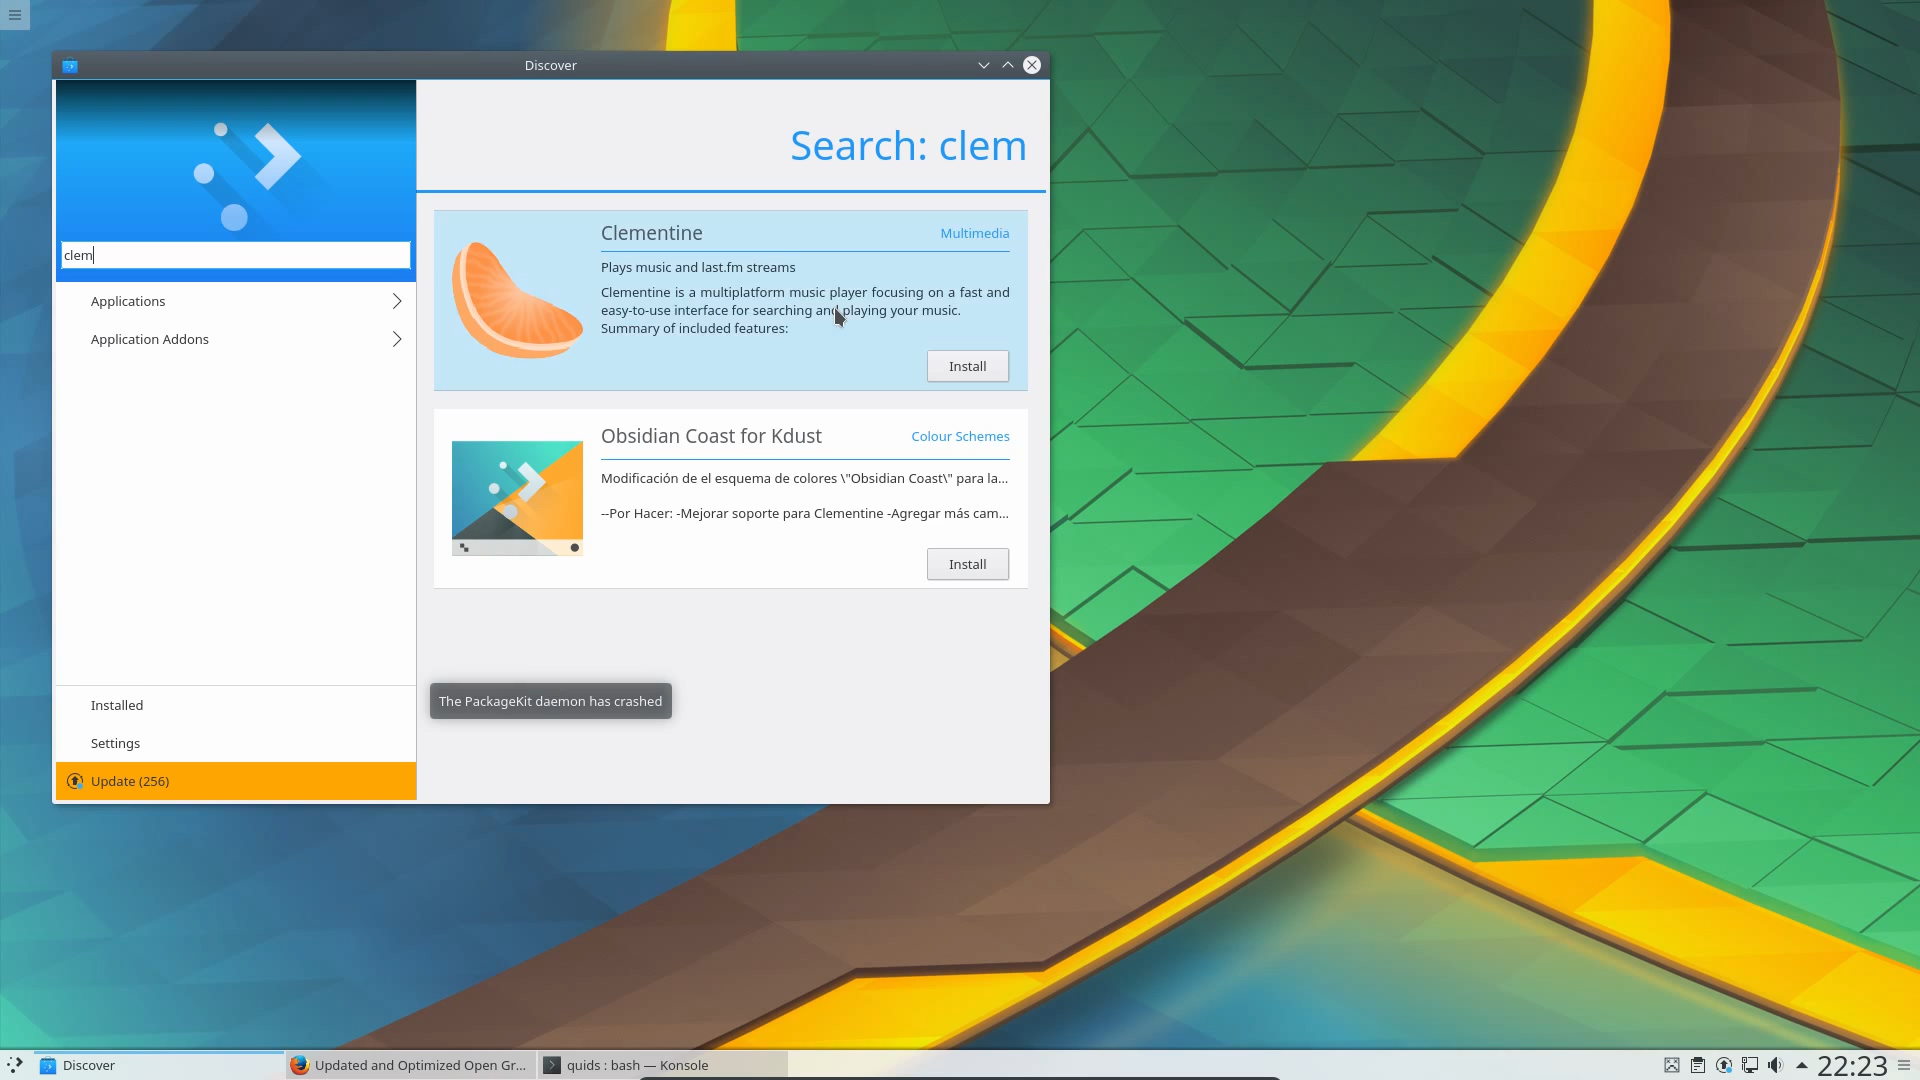 Discover
Search: clem
clem
Applications
Application Addons
Clementine
Multimedia
Plays music and last.fm streams
Clementine is a multiplatform music player focusing on a fast and
easy-to-use interface for searching and playing your music.
Summary of included features:
Install
Obsidian Coast for Kdust
Colour Schemes
Modificación de el esquema de colores \"Obsidian Coast\" para la...
--Por Hacer: -Mejorar soporte para Clementine -Agregar más cam...
Install
The PackageKit daemon has crashed
Installed
Settings
Update (256)
Discover
Updated and Optimized Open Gr...
quids : bash — Konsole
22:23